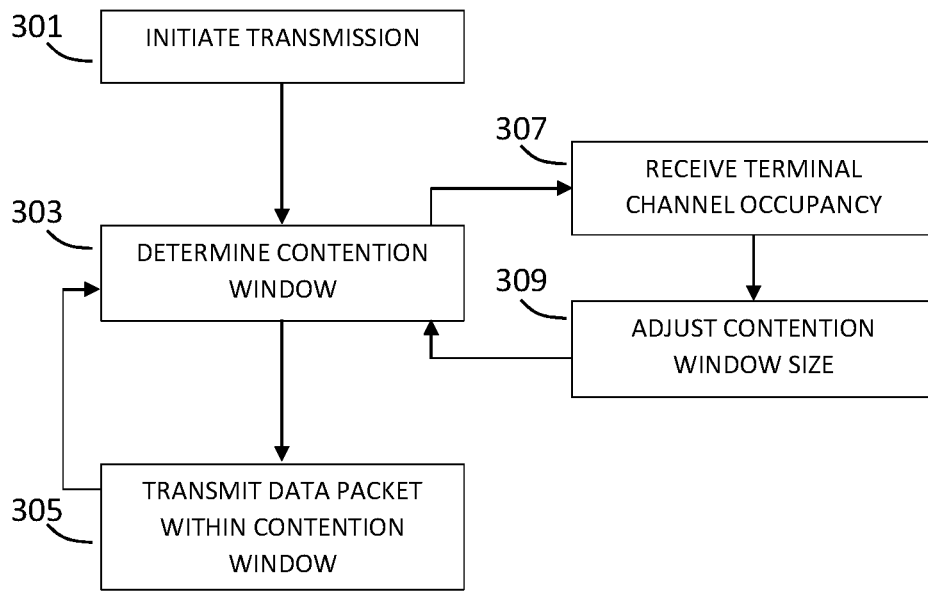 301
INITIATE TRANSMISSION
307
RECEIVE TERMINAL
CHANNEL OCCUPANCY
303
DETERMINE CONTENTION
WINDOW
309
ADJUST CONTENTION
WINDOW SIZE
305
TRANSMIT DATA PACKET
WITHIN CONTENTION
WINDOW